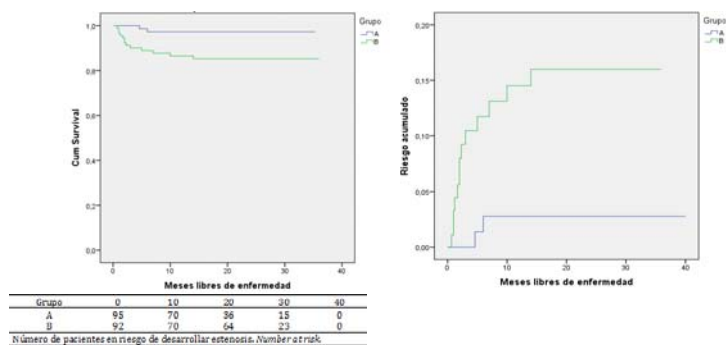 Grupo
A
B
1,0
0,8
0,6
0,4
0,2
0,0
Cum Survival
0 10 20 30 40
Meses libres de enfermedad
Grupo
A
B
0,20
0,15
0,10
0,05
0,00
Riesgo acumulado
0 10 20 30 40
Meses libres de enfermedad
Grupo 0 10 20 30 40
A 95 70 36 15 0
B 92 70 64 23 0
Número de pacientes en riesgo de desarrollar estenosis. Number at risk.